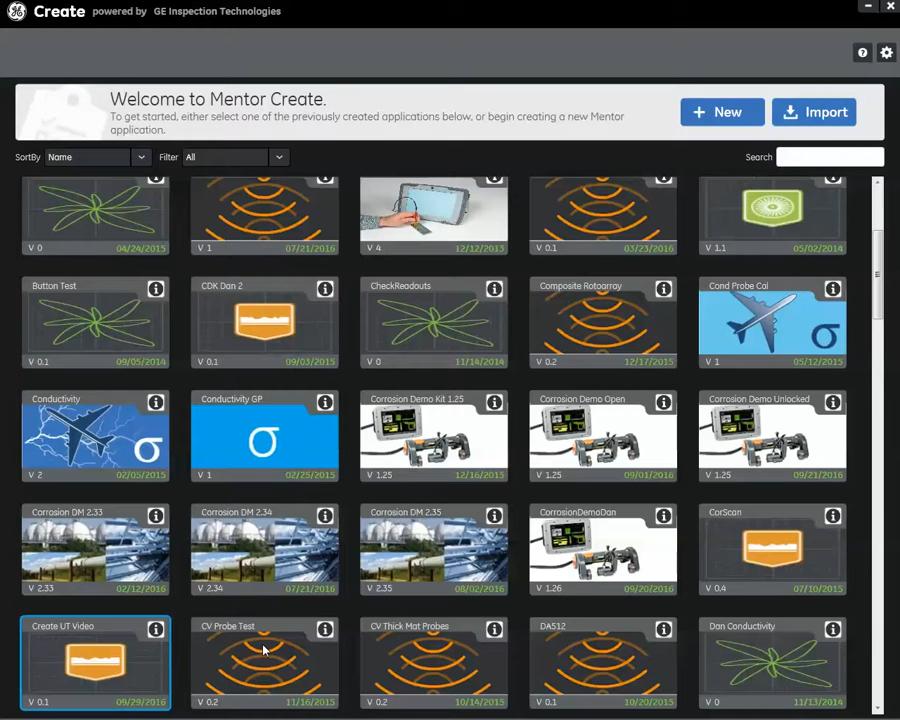 Create powered by GE Inspection Technologies
Welcome to Mentor Create.
To get started, either select one of the previously created applications below, or begin creating a new Mentor
application.
+ New
Import
SortBy Name Filter All Search
V 0 04/24/2015
V 1 07/21/2016
V 4 12/12/2013
V 0.1 03/23/2016
V 1.1 05/02/2014
Button Test
V 0.1 09/05/2014
CDK Dan 2
V 0.1 09/03/2015
CheckReadouts
V 0 11/14/2014
Composite Rotoarray
V 0.2 12/17/2015
Cond Probe Cal
V 1 05/12/2015
Conductivity
σ
V 2 02/05/2015
Conductivity GP
σ
V 1 02/25/2015
Corrosion Demo Kit 1.25
V 1.25 12/16/2015
Corrosion Demo Open
V 1.25 09/01/2016
Corrosion Demo Unlocked
V 1.25 09/21/2016
Corrosion DM 2.33
V 2.33 02/12/2016
Corrosion DM 2.34
V 2.34 07/21/2016
Corrosion DM 2.35
V 2.35 08/02/2016
CorrosionDemoDan
V 1.26 09/20/2016
CorScan
V 0.4 07/10/2015
Create UT Video
V 0.1 09/29/2016
CV Probe Test
V 0.2 11/16/2015
CV Thick Mat Probes
V 0.2 10/14/2015
DA512
V 0.1 10/20/2015
Dan Conductivity
V 0 11/13/2014